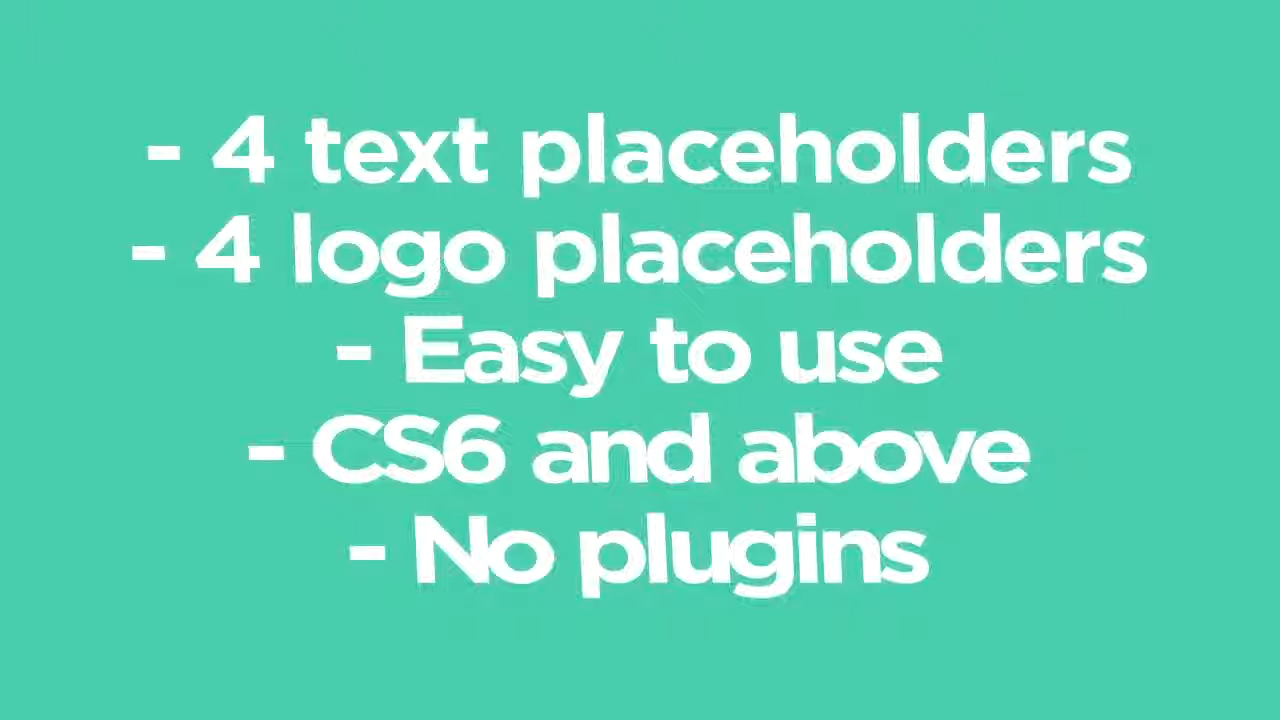 - 4 text placeholders
- 4 logo placeholders
- Easy to use
- CS6 and above
- No plugins